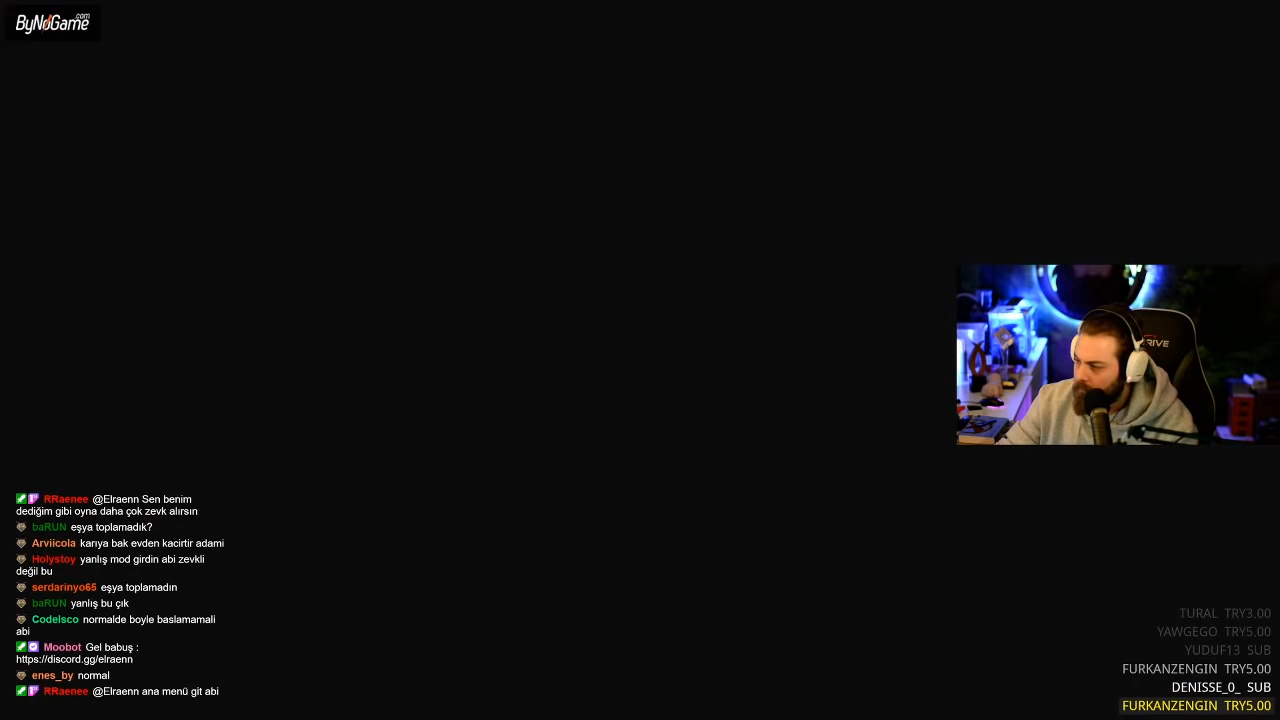 ByNoGame.com
RRaenee @Elraenn Sen benim
dediğim gibi oyna daha çok zevk alırsın
baRUN eşya toplamadık?
Arviicola karıya bak evden kacirtir adami
Holystoy yanlış mod girdin abi zevkli
değil bu
serdarinyo65 eşya toplamadın
baRUN yanlış bu çık
Codelsco normalde boyle baslamamali
abi
Moobot Gel babuş :
https://discord.gg/elraenn
enes_by normal
RRaenee @Elraenn ana menü git abi
TURAL TRY3.00
YAWGEGO TRY5.00
YUDUF13 SUB
FURKANZENGIN TRY5.00
DENISSE_0_ SUB
FURKANZENGIN TRY5.00